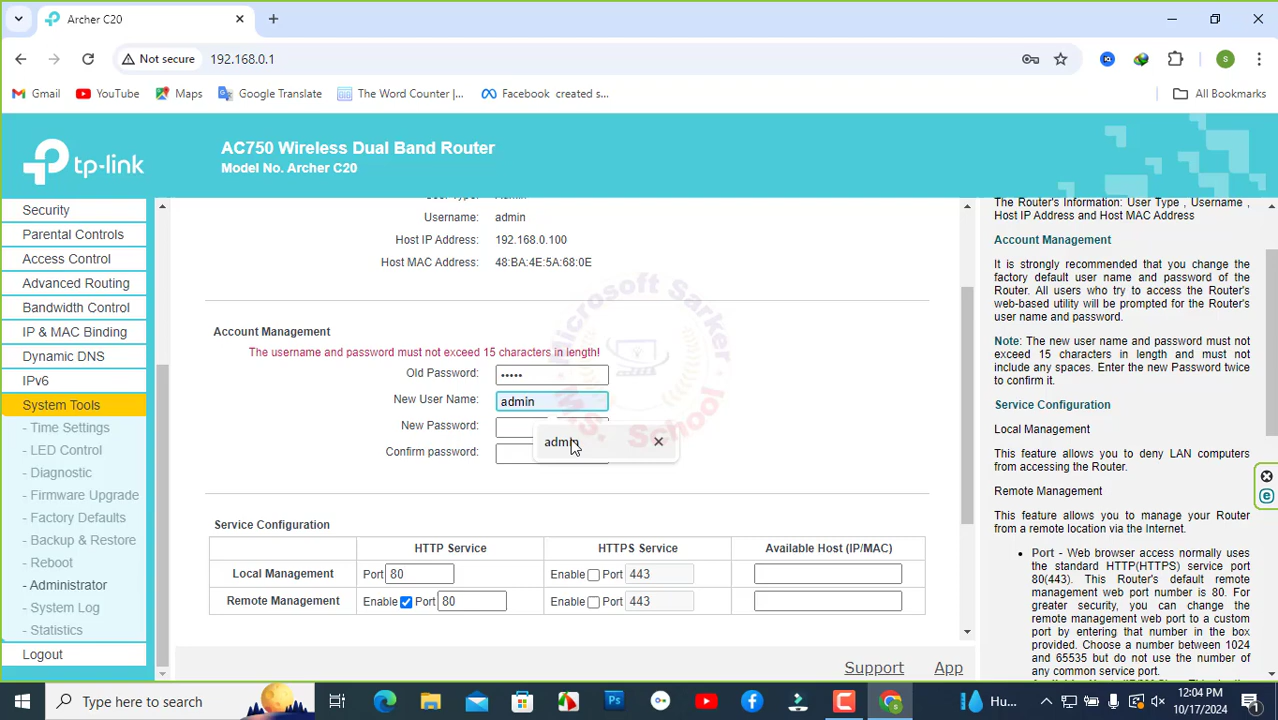 Archer C20
Not secure
192.168.0.1
S
Gmail
YouTube
Maps
Google Translate
The Word Counter |...
Facebook created s...
All Bookmarks
tp-link
AC750 Wireless Dual Band Router
Model No. Archer C20
Security
Parental Controls
Access Control
Advanced Routing
Bandwidth Control
IP & MAC Binding
Dynamic DNS
IPv6
System Tools
- Time Settings
- LED Control
- Diagnostic
- Firmware Upgrade
- Factory Defaults
- Backup & Restore
- Reboot
- Administrator
- System Log
- Statistics
Logout
User Type: Admin
Username: admin
Host IP Address: 192.168.0.100
Host MAC Address: 48:BA:4E:5A:68:0E
Account Management
The username and password must not exceed 15 characters in length!
Old Password: •••••
New User Name: admin
New Password:
admin
Confirm password:
Microsoft Sarker
Ms. School
Service Configuration
HTTP Service HTTPS Service Available Host (IP/MAC)
Local Management Port 80 Enable Port 443
Remote Management Enable Port 80 Enable Port 443
Support App
The Router's Information: User Type , Username ,
Host IP Address and Host MAC Address
Account Management
It is strongly recommended that you change the
factory default user name and password of the
Router. All users who try to access the Router's
web-based utility will be prompted for the Router's
user name and password.
Note: The new user name and password must not
exceed 15 characters in length and must not
include any spaces. Enter the new Password twice
to confirm it.
Service Configuration
Local Management
This feature allows you to deny LAN computers
from accessing the Router.
Remote Management
This feature allows you to manage your Router
from a remote location via the Internet.
• Port - Web browser access normally uses
the standard HTTP(HTTPS) service port
80(443). This Router's default remote
management web port number is 80. For
greater security, you can change the
remote management web port to a custom
port by entering that number in the box
provided. Choose a number between 1024
and 65535 but do not use the number of
any common service port.
Type here to search
Hu...
12:04 PM
10/17/2024